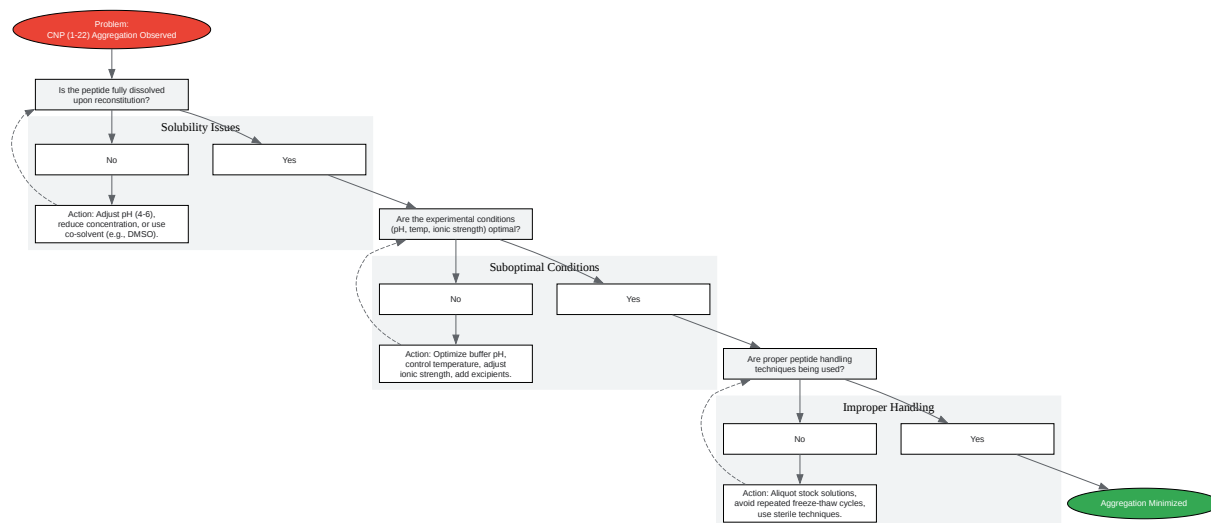 Problem:
CNP (1-22) Aggregation Observed
Is the peptide fully dissolved
upon reconstitution?
Solubility Issues
No
Yes
Action: Adjust pH (4-6),
reduce concentration, or use
co-solvent (e.g., DMSO).
Are the experimental conditions
(pH, temp, ionic strength) optimal?
Suboptimal Conditions
No
Yes
Action: Optimize buffer pH,
control temperature, adjust
ionic strength, add excipients.
Are proper peptide handling
techniques being used?
Improper Handling
No
Yes
Action: Aliquot stock solutions,
avoid repeated freeze-thaw cycles,
use sterile techniques.
Aggregation Minimized